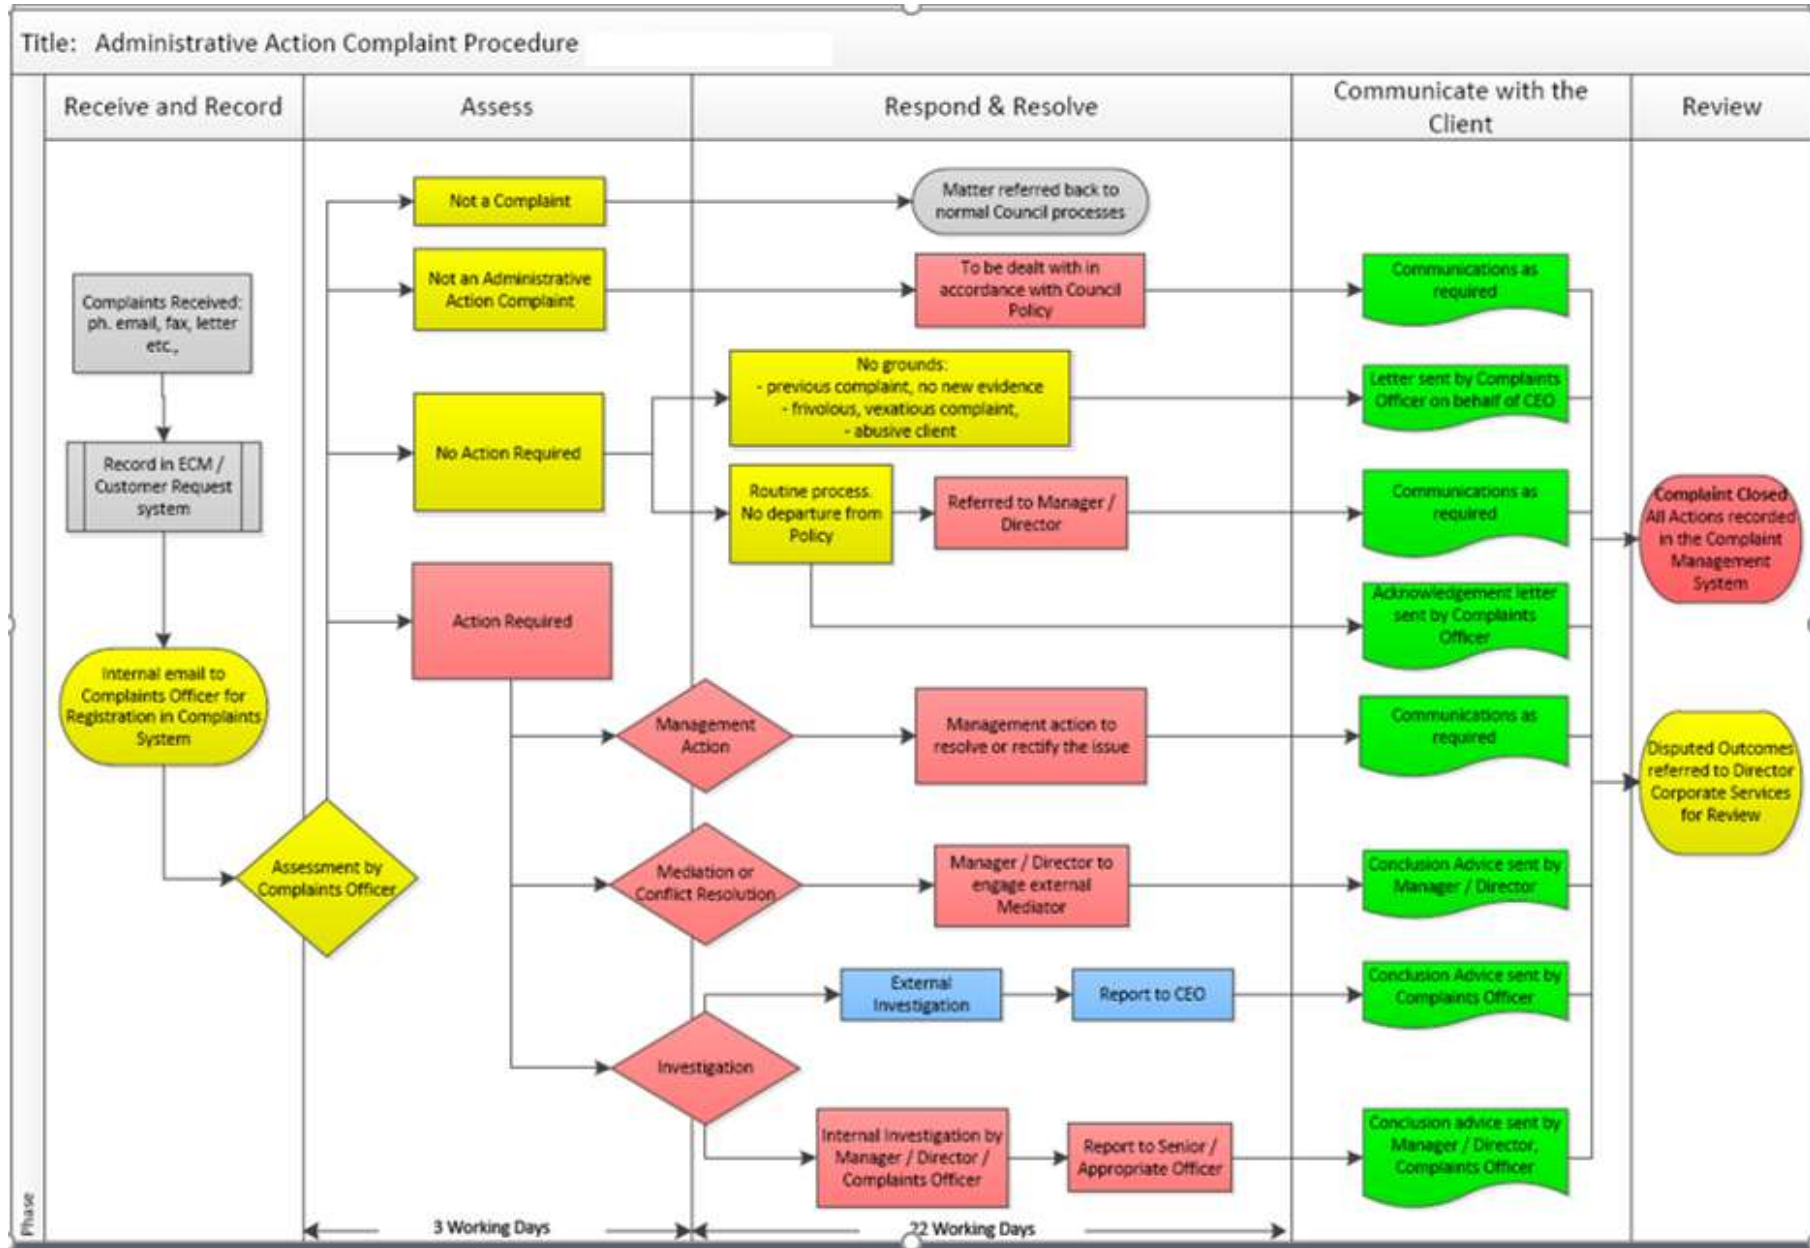 Title: Administrative Action Complaint Procedure
Receive and Record
Assess
Respond & Resolve
Communicate with the
Client
Review
Complaints Received:
ph. email, fax, letter
etc.,
Record in ECM /
Customer Request
system
Internal email to
Complaints Officer for
Registration in Complaints
System
Assessment by
Complaints Officer
Not a Complaint
Matter referred back to
normal Council processes
Not an Administrative
Action Complaint
To be dealt with in
accordance with Council
Policy
Communications as
required
No Action Required
No grounds:
- previous complaint, no new evidence
- frivolous, vexatious complaint,
- abusive client
Letter sent by Complaints
Officer on behalf of CEO
Routine process.
No departure from
Policy
Referred to Manager /
Director
Communications as
required
Acknowledgement letter
sent by Complaints
Officer
Action Required
Management
Action
Management action to
resolve or rectify the issue
Communications as
required
Mediation or
Conflict Resolution
Manager / Director to
engage external
Mediator
Conclusion Advice sent by
Manager / Director
Investigation
External
Investigation
Report to CEO
Conclusion Advice sent by
Complaints Officer
Internal Investigation by
Manager / Director /
Complaints Officer
Report to Senior /
Appropriate Officer
Conclusion advice sent by
Manager / Director,
Complaints Officer
Complaint Closed
All Actions recorded
in the Complaint
Management
System
Disputed Outcomes
referred to Director
Corporate Services
for Review
Phase
3 Working Days
22 Working Days